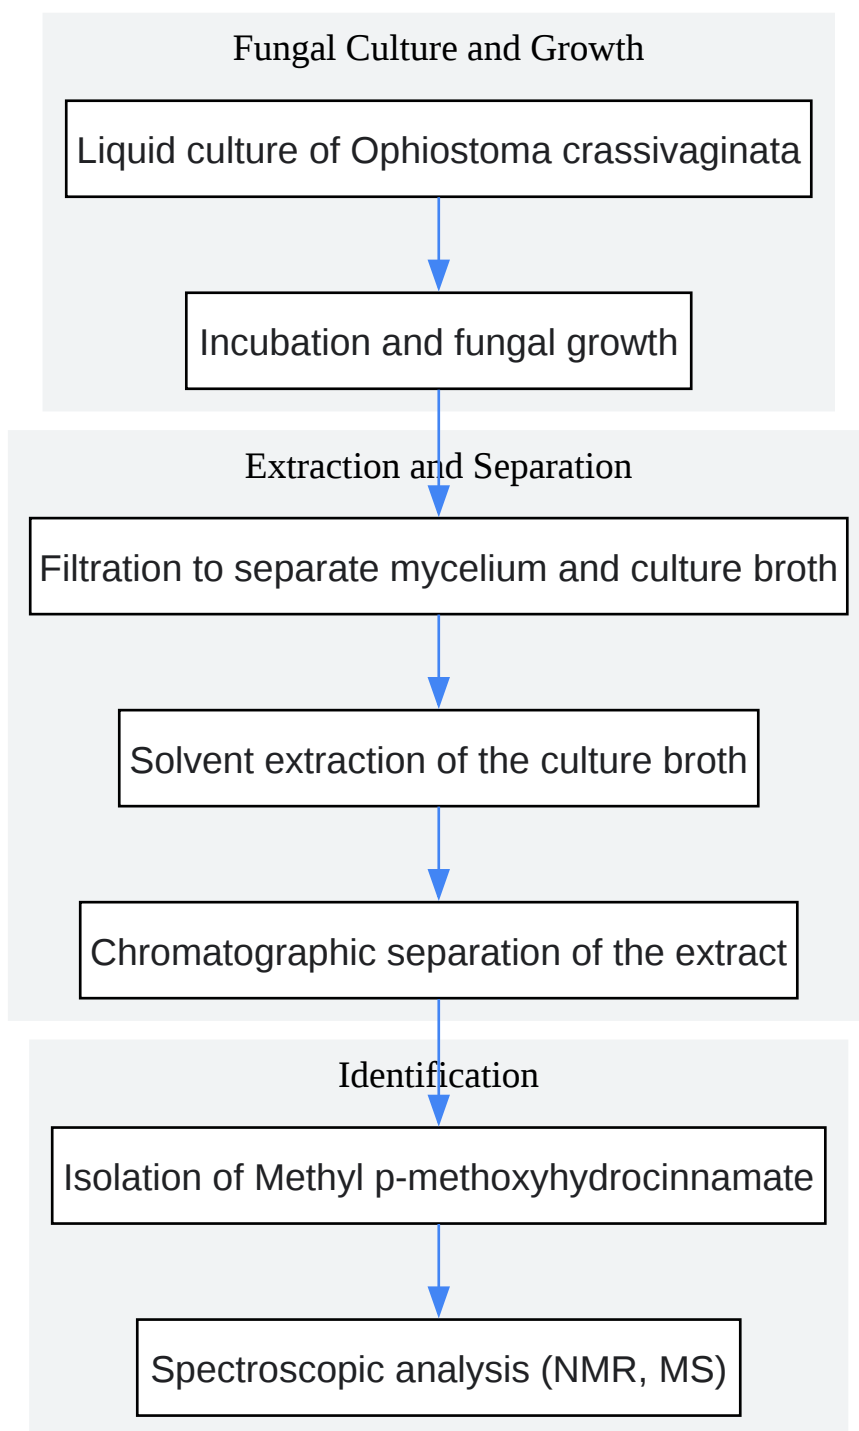 Fungal Culture and Growth
Liquid culture of Ophiostoma crassivaginata
Incubation and fungal growth
Extraction and Separation
Filtration to separate mycelium and culture broth
Solvent extraction of the culture broth
Chromatographic separation of the extract
Identification
Isolation of Methyl p-methoxyhydrocinnamate
Spectroscopic analysis (NMR, MS)